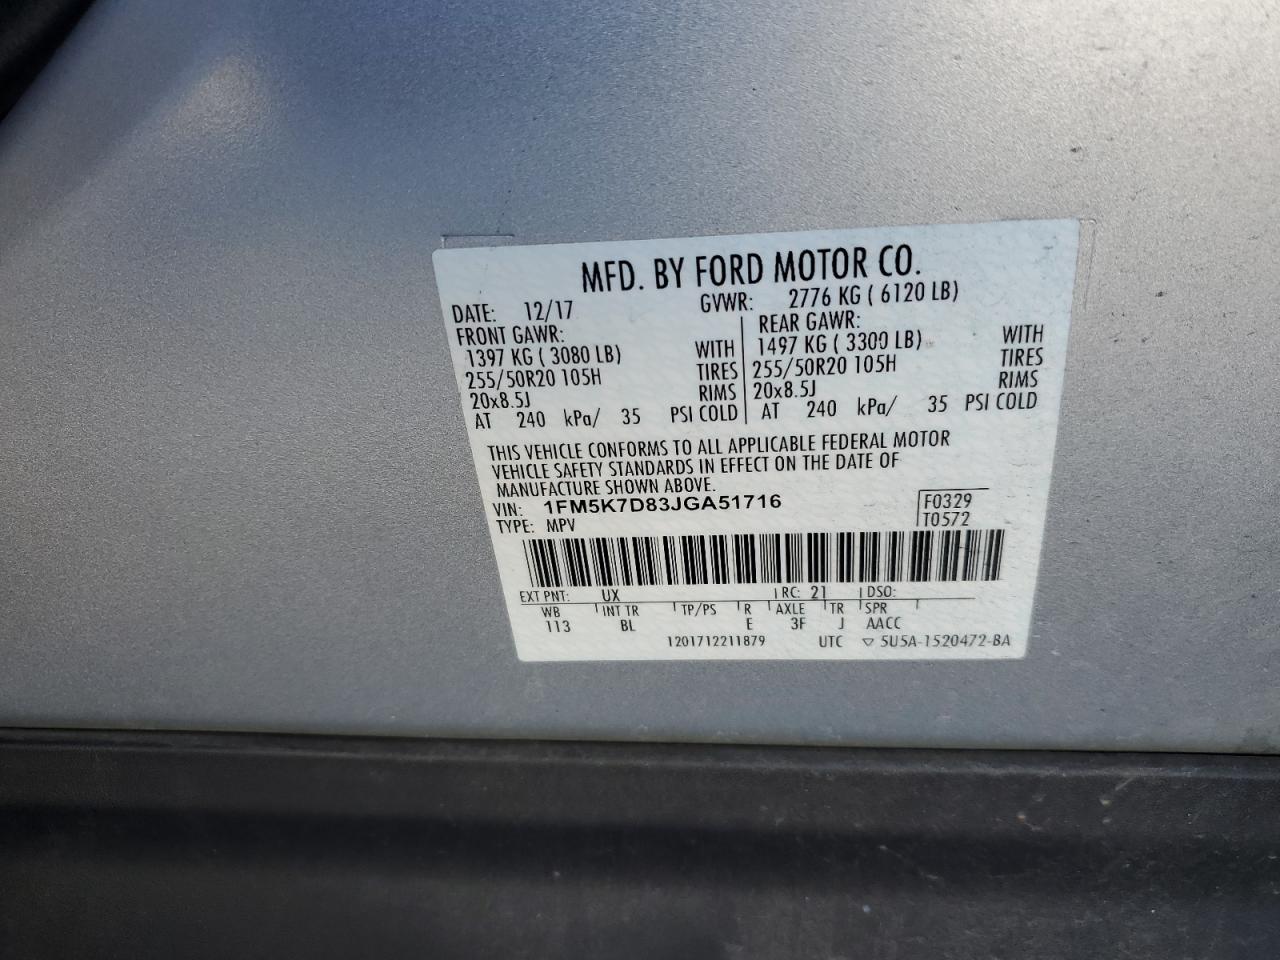 MFD. BY FORD MOTOR CO.
DATE: 12/17 GVWR: 2776 KG ( 6120 LB)
FRONT GAWR: REAR GAWR:
1397 KG ( 3080 LB) WITH 1497 KG ( 3300 LB) WITH
255/50R20 105H TIRES 255/50R20 105H TIRES
20x8.5J RIMS 20x8.5J RIMS
AT 240 kPa/ 35 PSI COLD AT 240 kPa/ 35 PSI COLD
THIS VEHICLE CONFORMS TO ALL APPLICABLE FEDERAL MOTOR
VEHICLE SAFETY STANDARDS IN EFFECT ON THE DATE OF
MANUFACTURE SHOWN ABOVE.
VIN: 1FM5K7D83JGA51716 F0329
TYPE: MPV T0572
EXT PNT: UX RC: 21 DSO:
WB INT TR TP/PS R AXLE TR SPR
113 BL E 3F J AACC
1201712211879 UTC ▽ 5U5A-1520472-BA